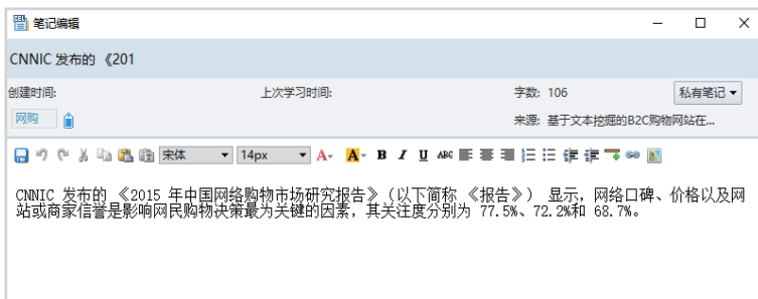 笔记编辑
CNNIC 发布的 《201
创建时间: 上次学习时间: 字数: 106 私有笔记
网购 来源: 基于文本挖掘的B2C购物网站在...
宋体 14px A A B I U ABC
CNNIC 发布的 《2015 年中国网络购物市场研究报告》（以下简称 《报告》） 显示，网络口碑、价格以及网
站或商家信誉是影响网民购物决策最为关键的因素，其关注度分别为 77.5%、72.2%和 68.7%。